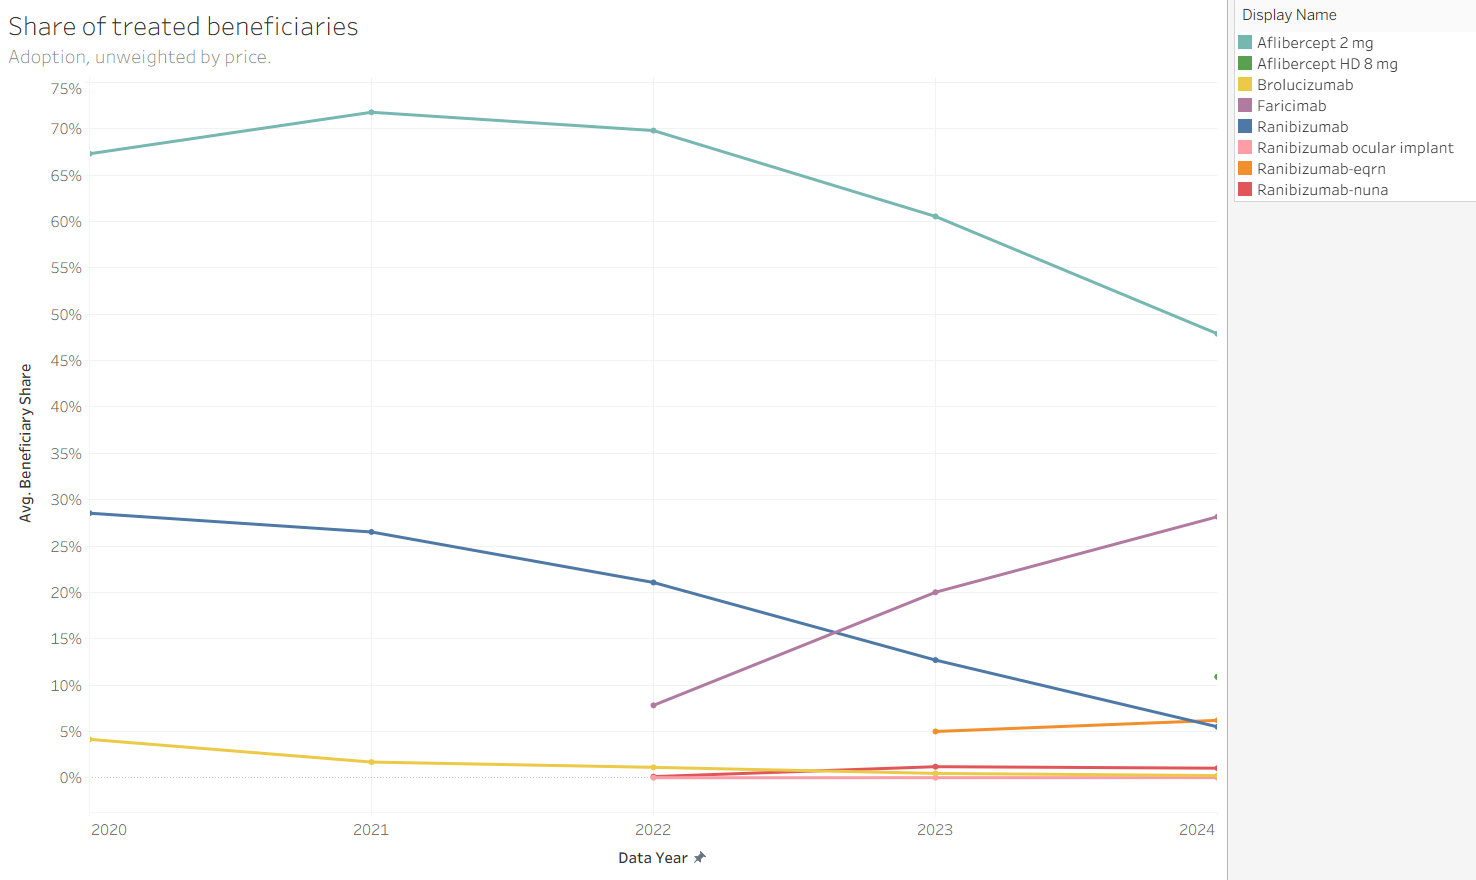 Share of treated beneficiaries
Adoption, unweighted by price.
Display Name
Aflibercept 2 mg
Aflibercept HD 8 mg
Brolucizumab
Faricimab
Ranibizumab
Ranibizumab ocular implant
Ranibizumab-eqrn
Ranibizumab-nuna
Avg. Beneficiary Share
75%
70%
65%
60%
55%
50%
45%
40%
35%
30%
25%
20%
15%
10%
5%
0%
2020 2021 2022 2023 2024
Data Year